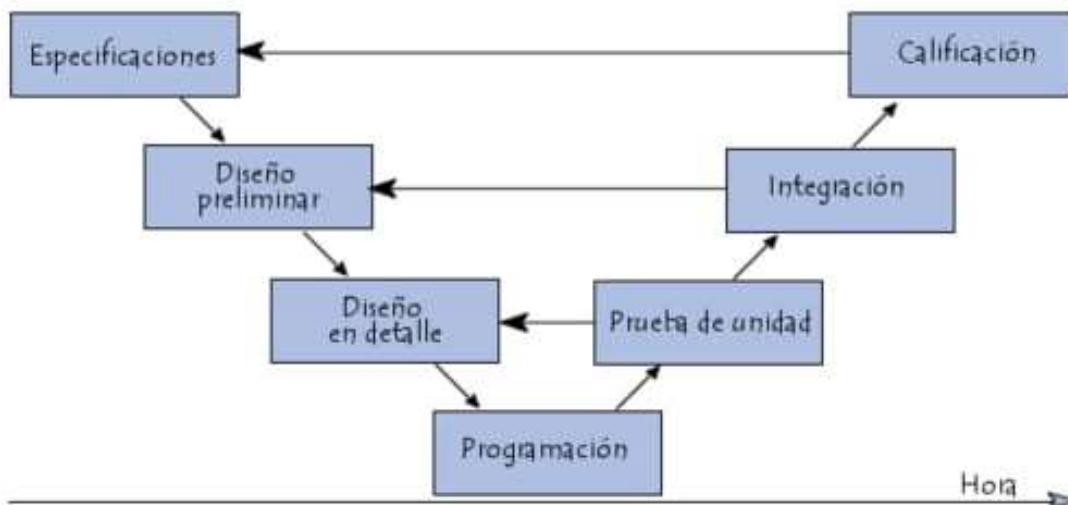 Especificaciones
Calificación
Diseño
preliminar
Integración
Diseño
en detalle
Prueba de unidad
Programación
Hora